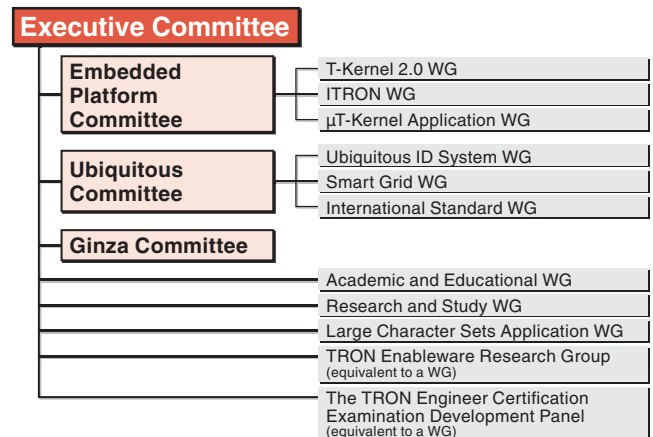 Executive Committee
Embedded
Platform
Committee
T-Kernel 2.0 WG
ITRON WG
µT-Kernel Application WG
Ubiquitous
Committee
Ubiquitous ID System WG
Smart Grid WG
International Standard WG
Ginza Committee
Academic and Educational WG
Research and Study WG
Large Character Sets Application WG
TRON Enableware Research Group
(equivalent to a WG)
The TRON Engineer Certification
Examination Development Panel
(equivalent to a WG)